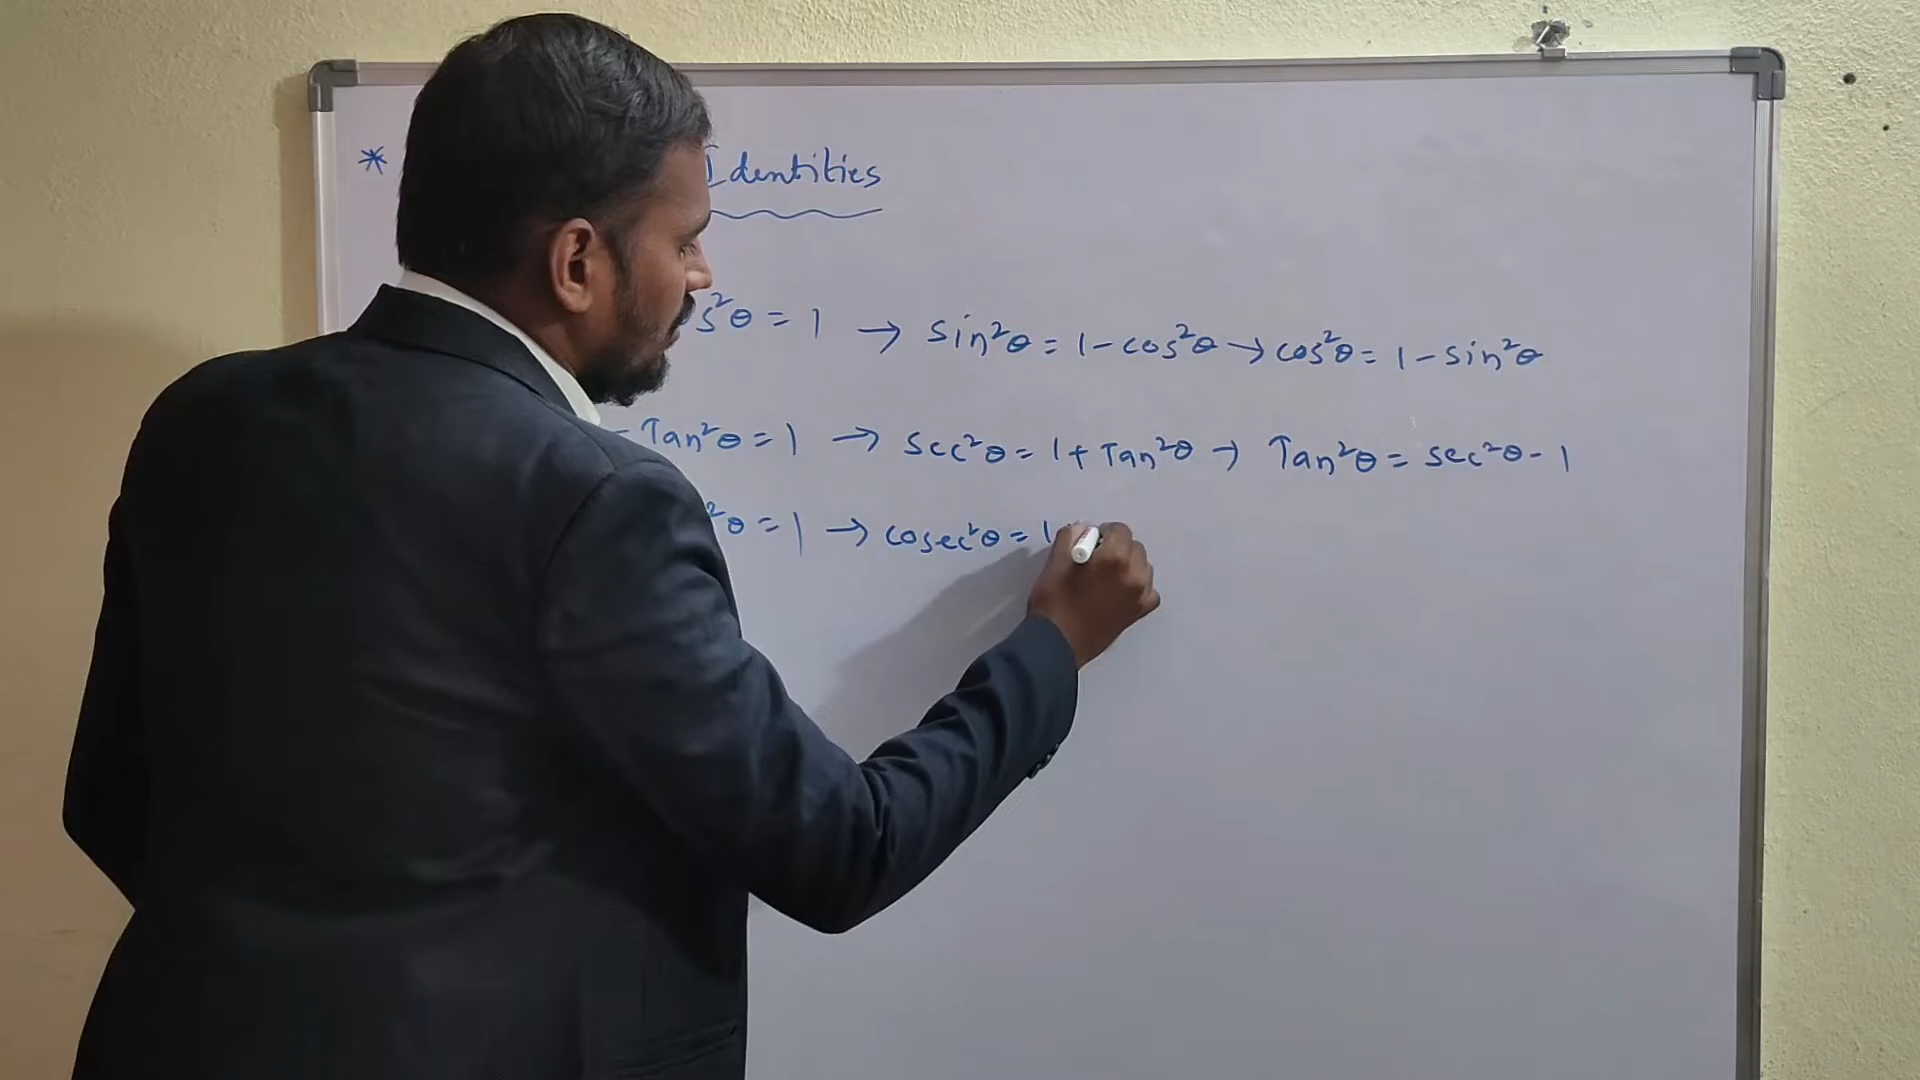 * Identities
s²θ = 1 → sin²θ = 1 - cos²θ → cos²θ = 1 - sin²θ
- Tan²θ = 1 → sec²θ = 1 + Tan²θ → Tan²θ = sec²θ - 1
²θ = 1 → cosec²θ = 1